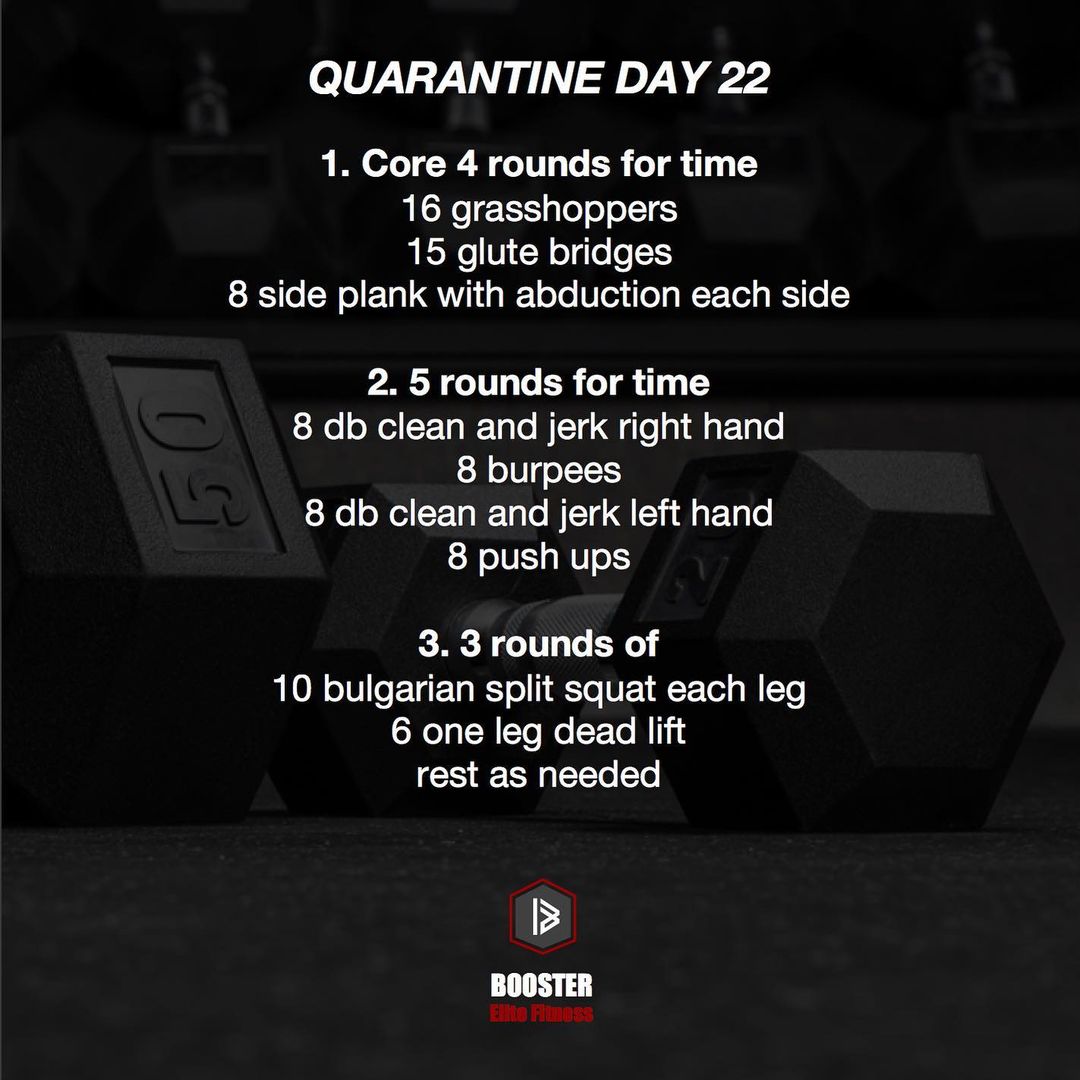 QUARANTINE DAY 22
1. Core 4 rounds for time
16 grasshoppers
15 glute bridges
8 side plank with abduction each side
2. 5 rounds for time
8 db clean and jerk right hand
8 burpees
8 db clean and jerk left hand
8 push ups
3. 3 rounds of
10 bulgarian split squat each leg
6 one leg dead lift
rest as needed
50
20
BOOSTER
Elite Fitness